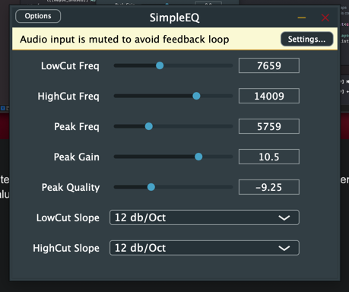 Options
SimpleEQ
Audio input is muted to avoid feedback loop
Settings...
LowCut Freq 7659
HighCut Freq 14009
Peak Freq 5759
Peak Gain 10.5
Peak Quality -9.25
LowCut Slope 12 db/Oct
HighCut Slope 12 db/Oct